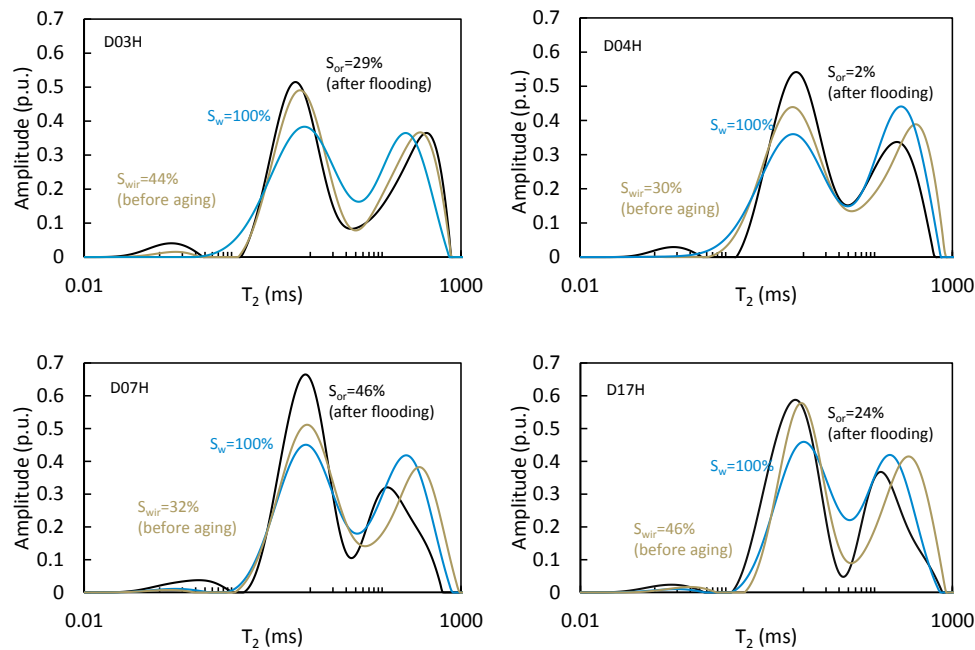 D03H
0.7
0.6
0.5
0.4
0.3
0.2
0.1
0
Amplitude (p.u.)
Sor=29%
(after flooding)
Sw=100%
Swir=44%
(before aging)
0.01
1000
T2 (ms)
D04H
0.7
0.6
0.5
0.4
0.3
0.2
0.1
0
Amplitude (p.u.)
Sor=2%
(after flooding)
Sw=100%
Swir=30%
(before aging)
0.01
1000
T2 (ms)
D07H
0.7
0.6
0.5
0.4
0.3
0.2
0.1
0
Amplitude (p.u.)
Sor=46%
(after flooding)
Sw=100%
Swir=32%
(before aging)
0.01
1000
T2 (ms)
D17H
0.7
0.6
0.5
0.4
0.3
0.2
0.1
0
Amplitude (p.u.)
Sor=24%
(after flooding)
Sw=100%
Swir=46%
(before aging)
0.01
1000
T2 (ms)